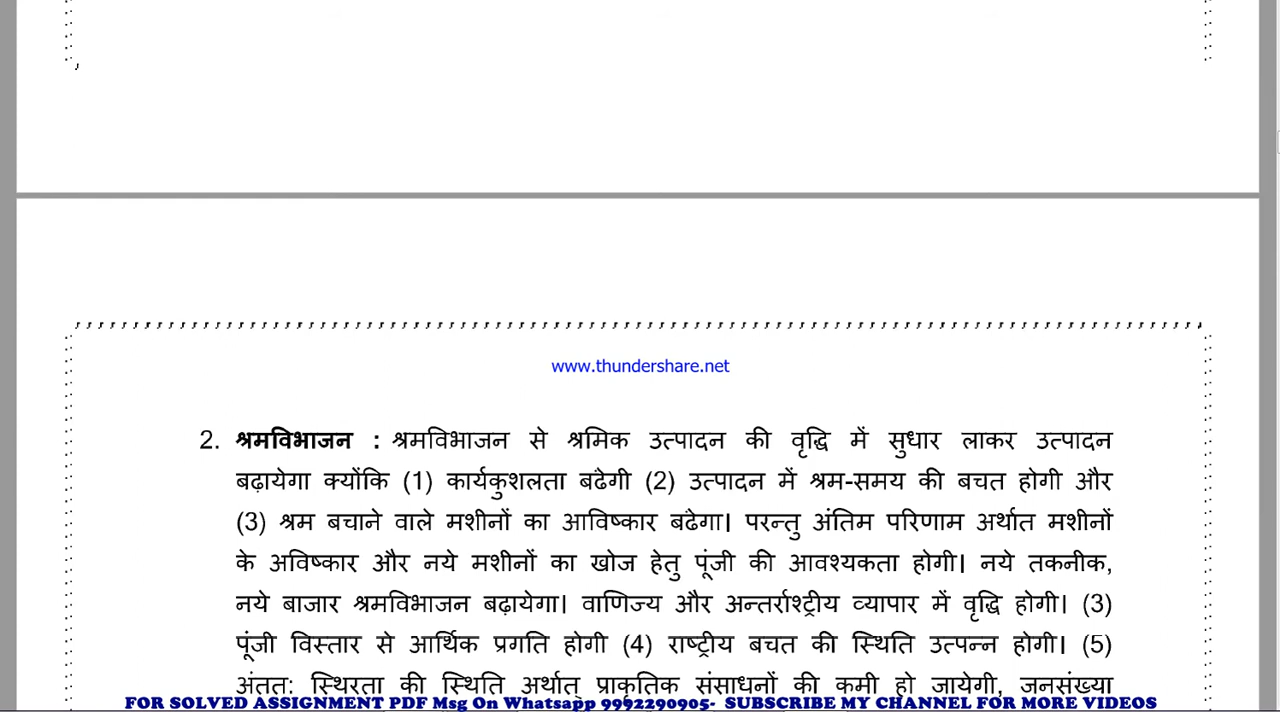 www.thundershare.net
2. श्रमविभाजन : श्रमविभाजन से श्रमिक उत्पादन की वृद्धि में सुधार लाकर उत्पादन
बढ़ायेगा क्योंकि (1) कार्यकुशलता बढेगी (2) उत्पादन में श्रम-समय की बचत होगी और
(3) श्रम बचाने वाले मशीनों का आविष्कार बढेगा। परन्तु अंतिम परिणाम अर्थात मशीनों
के अविष्कार और नये मशीनों का खोज हेतु पूंजी की आवश्यकता होगी। नये तकनीक,
नये बाजार श्रमविभाजन बढ़ायेगा। वाणिज्य और अन्तर्राश्ट्रीय व्यापार में वृद्धि होगी। (3)
पूंजी विस्तार से आर्थिक प्रगति होगी (4) राष्ट्रीय बचत की स्थिति उत्पन्न होगी। (5)
अंतत: स्थिरता की स्थिति अर्थात् प्राकृतिक संसाधनों की कमी हो जायेगी, जनसंख्या
FOR SOLVED ASSIGNMENT PDF Msg On Whatsapp 9992290905- SUBSCRIBE MY CHANNEL FOR MORE VIDEOS